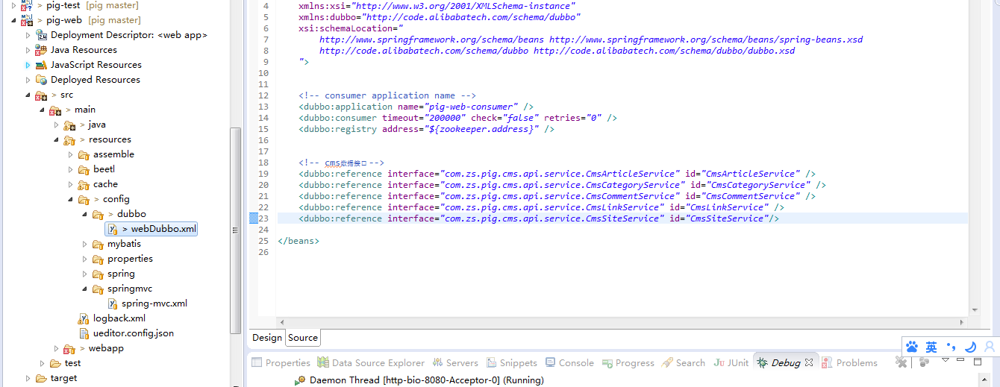 > pig-test [pig master]
> pig-web [pig master]
Deployment Descriptor: <web app>
> Java Resources
JavaScript Resources
Deployed Resources
> src
> main
> java
> resources
assemble
beetl
cache
> config
> dubbo
> webDubbo.xml
mybatis
properties
spring
springmvc
spring-mvc.xml
logback.xml
ueditor.config.json
> webapp
test
target
4 xmlns:xsi="http://www.w3.org/2001/XMLSchema-instance"
5 xmlns:dubbo="http://code.alibabatech.com/schema/dubbo"
6 xsi:schemaLocation="
7 http://www.springframework.org/schema/beans http://www.springframework.org/schema/beans/spring-beans.xsd
8 http://code.alibabatech.com/schema/dubbo http://code.alibabatech.com/schema/dubbo/dubbo.xsd
9 ">
10
11
12 <!-- consumer application name -->
13 <dubbo:application name="pig-web-consumer" />
14 <dubbo:consumer timeout="200000" check="false" retries="0" />
15 <dubbo:registry address="${zookeeper.address}" />
16
17
18 <!-- cms数据接口-->
19 <dubbo:reference interface="com.zs.pig.cms.api.service.CmsArticleService" id="CmsArticleService" />
20 <dubbo:reference interface="com.zs.pig.cms.api.service.CmsCategoryService" id="CmsCategoryService" />
21 <dubbo:reference interface="com.zs.pig.cms.api.service.CmsCommentService" id="CmsCommentService" />
22 <dubbo:reference interface="com.zs.pig.cms.api.service.CmsLinkService" id="CmsLinkService" />
23 <dubbo:reference interface="com.zs.pig.cms.api.service.CmsSiteService" id="CmsSiteService"/>
24
25 </beans>
26
Design Source
英
Properties Data Source Explorer Servers Snippets Console Progress Search JUnit Debug Problems
Daemon Thread [http-bio-8080-Acceptor-0] (Running)